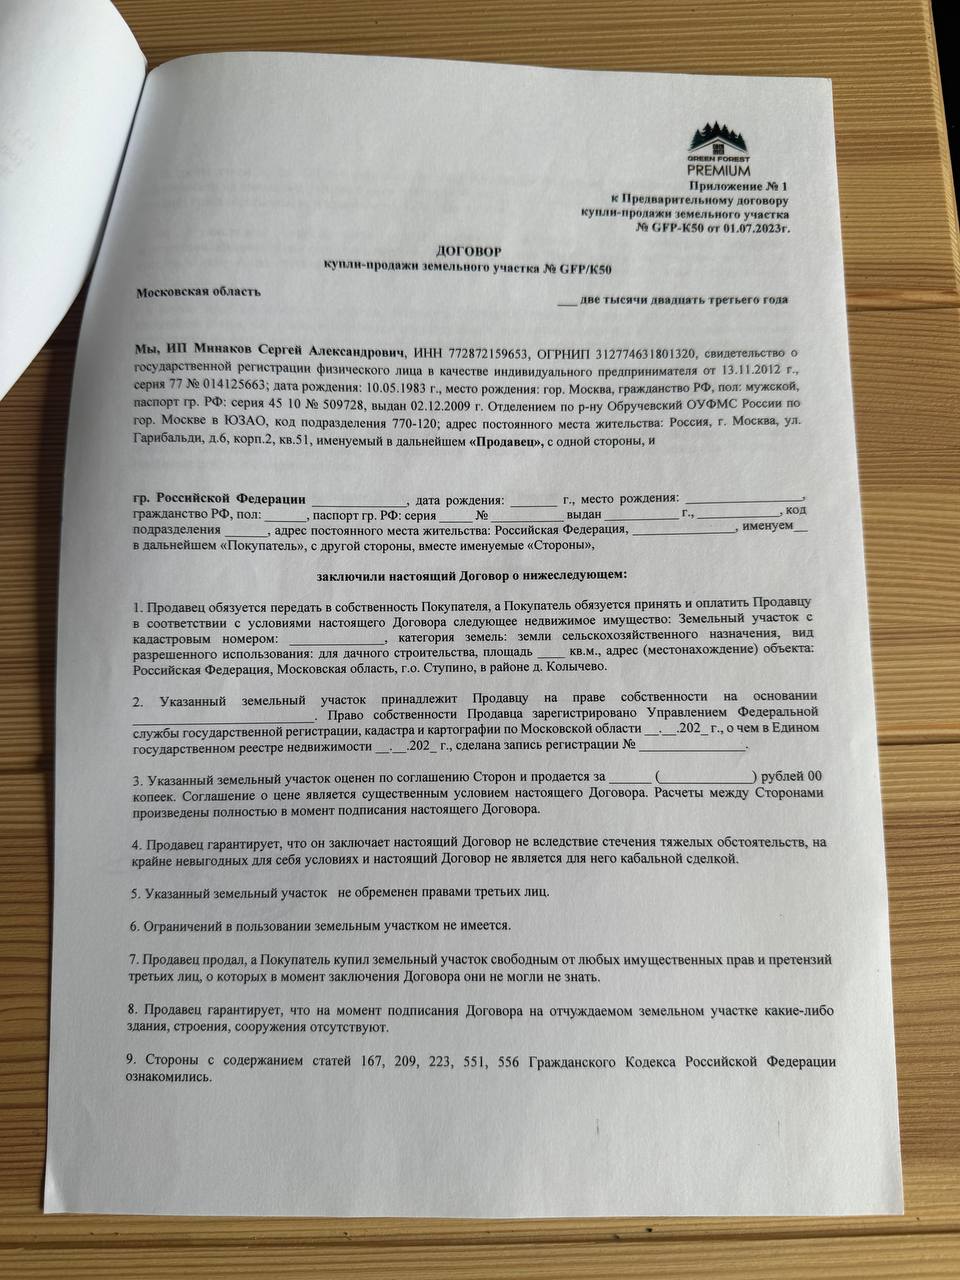 GREEN FOREST
PREMIUM
Приложение № 1
к Предварительному договору
купли-продажи земельного участка
№ GFP-K50 от 01.07.2023г.
ДОГОВОР
купли-продажи земельного участка № GFP/K50
Московская область
___ две тысячи двадцать третьего года
Мы, ИП Минаков Сергей Александрович, ИНН 772872159653, ОГРНИП 312774631801320, свидетельство о
государственной регистрации физического лица в качестве индивидуального предпринимателя от 13.11.2012 г.,
серия 77 № 014125663; дата рождения: 10.05.1983 г., место рождения: гор. Москва, гражданство РФ, пол: мужской,
паспорт гр. РФ: серия 45 10 № 509728, выдан 02.12.2009 г. Отделением по р-ну Обручевский ОУФМС России по
гор. Москве в ЮЗАО, код подразделения 770-120; адрес постоянного места жительства: Россия, г. Москва, ул.
Гарибальди, д.6, корп.2, кв.51, именуемый в дальнейшем «Продавец», с одной стороны, и
гр. Российской Федерации _______________, дата рождения: _______ г., место рождения: __________________,
гражданство РФ, пол: ______, паспорт гр. РФ: серия _____ № ____________ выдан ___________ г., ____________, код
подразделения ______, адрес постоянного места жительства: Российская Федерация, ________________, именуем__
в дальнейшем «Покупатель», с другой стороны, вместе именуемые «Стороны»,
заключили настоящий Договор о нижеследующем:
1. Продавец обязуется передать в собственность Покупателя, а Покупатель обязуется принять и оплатить Продавцу
в соответствии с условиями настоящего Договора следующее недвижимое имущество: Земельный участок с
кадастровым номером: ______________, категория земель: земли сельскохозяйственного назначения, вид
разрешенного использования: для дачного строительства, площадь ____ кв.м., адрес (местонахождение) объекта:
Российская Федерация, Московская область, г.о. Ступино, в районе д. Колычево.
2. Указанный земельный участок принадлежит Продавцу на праве собственности на основании
____________________________. Право собственности Продавца зарегистрировано Управлением Федеральной
службы государственной регистрации, кадастра и картографии по Московской области __.__.202_ г., о чем в Едином
государственном реестре недвижимости __.__.202_ г., сделана запись регистрации № ________________.
3. Указанный земельный участок оценен по соглашению Сторон и продается за ______ (______________) рублей 00
копеек. Соглашение о цене является существенным условием настоящего Договора. Расчеты между Сторонами
произведены полностью в момент подписания настоящего Договора.
4. Продавец гарантирует, что он заключает настоящий Договор не вследствие стечения тяжелых обстоятельств, на
крайне невыгодных для себя условиях и настоящий Договор не является для него кабальной сделкой.
5. Указанный земельный участок не обременен правами третьих лиц.
6. Ограничений в пользовании земельным участком не имеется.
7. Продавец продал, а Покупатель купил земельный участок свободным от любых имущественных прав и претензий
третьих лиц, о которых в момент заключения Договора они не могли не знать.
8. Продавец гарантирует, что на момент подписания Договора на отчуждаемом земельном участке какие-либо
здания, строения, сооружения отсутствуют.
9. Стороны с содержанием статей 167, 209, 223, 551, 556 Гражданского Кодекса Российской Федерации
ознакомились.